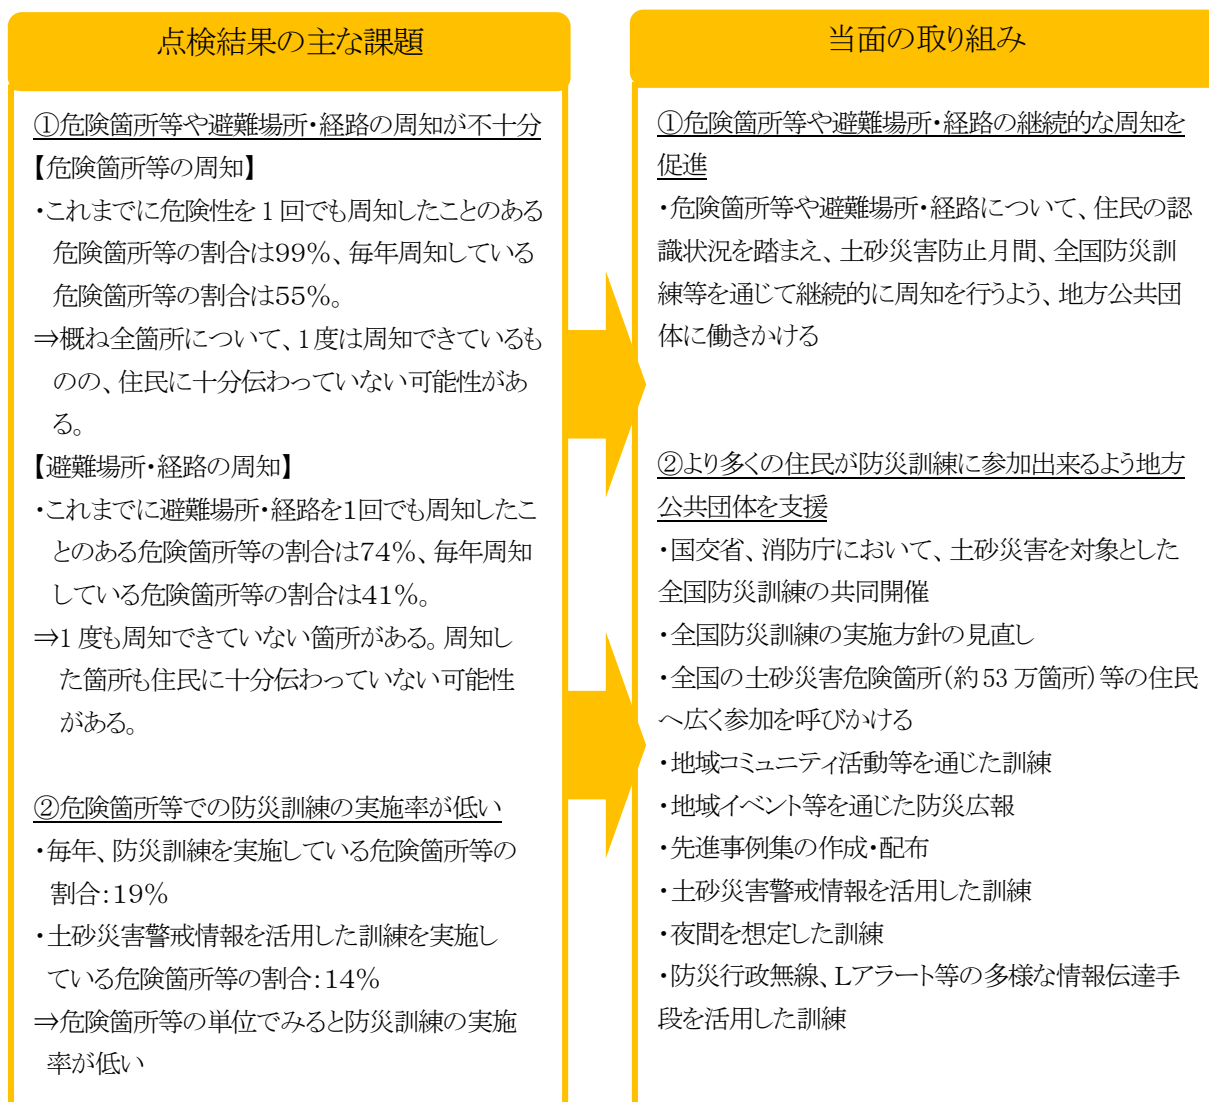 点検結果の主な課題
①危険箇所等や避難場所・経路の周知が不十分
【危険箇所等の周知】
・これまでに危険性を1回でも周知したことのある
危険箇所等の割合は99%、毎年周知している
危険箇所等の割合は55%。
⇒概ね全箇所について、1度は周知できているも
のの、住民に十分伝わっていない可能性があ
る。
【避難場所・経路の周知】
・これまでに避難場所・経路を1回でも周知したこ
とのある危険箇所等の割合は74%、毎年周知
している危険箇所等の割合は41%。
⇒1度も周知できていない箇所がある。周知し
た箇所も住民に十分伝わっていない可能性
がある。
②危険箇所等での防災訓練の実施率が低い
・毎年、防災訓練を実施している危険箇所等の
割合:19%
・土砂災害警戒情報を活用した訓練を実施し
ている危険箇所等の割合:14%
⇒危険箇所等の単位でみると防災訓練の実施
率が低い
当面の取り組み
①危険箇所等や避難場所・経路の継続的な周知を
促進
・危険箇所等や避難場所・経路について、住民の認
識状況を踏まえ、土砂災害防止月間、全国防災訓
練等を通じて継続的に周知を行うよう、地方公共団
体に働きかける
②より多くの住民が防災訓練に参加出来るよう地方
公共団体を支援
・国交省、消防庁において、土砂災害を対象とした
全国防災訓練の共同開催
・全国防災訓練の実施方針の見直し
・全国の土砂災害危険箇所(約53万箇所)等の住民
へ広く参加を呼びかける
・地域コミュニティ活動等を通じた訓練
・地域イベント等を通じた防災広報
・先進事例集の作成・配布
・土砂災害警戒情報を活用した訓練
・夜間を想定した訓練
・防災行政無線、Lアラート等の多様な情報伝達手
段を活用した訓練